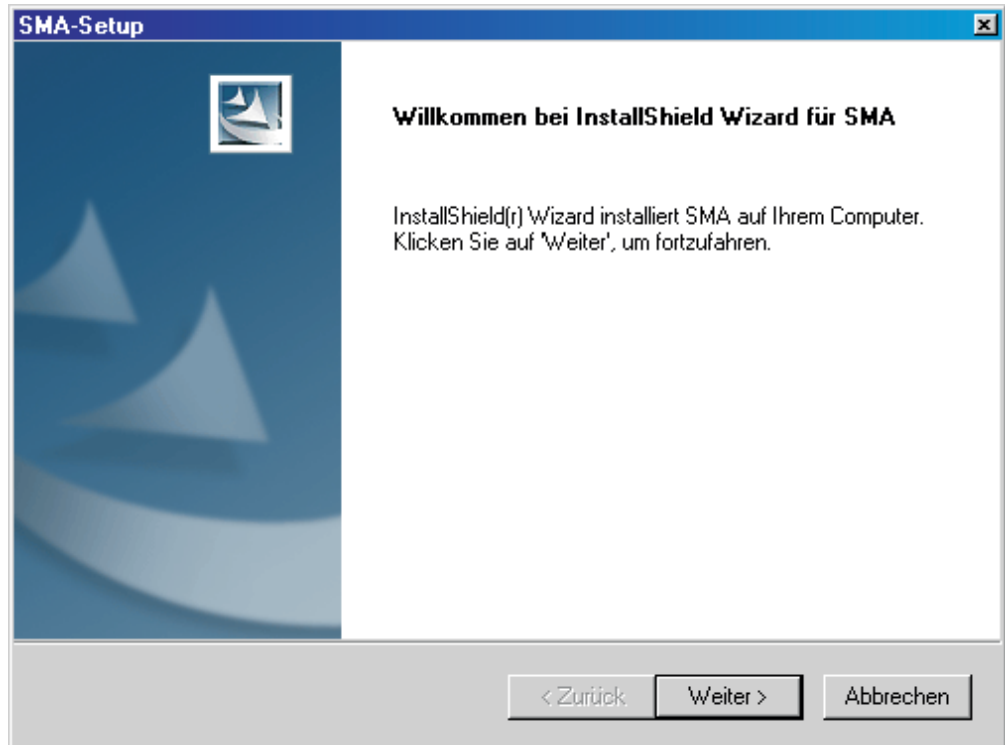 SMA-Setup
Willkommen bei InstallShield Wizard für SMA
InstallShield(r) Wizard installiert SMA auf Ihrem Computer.
Klicken Sie auf 'Weiter', um fortzufahren.
< Zurück
Weiter >
Abbrechen